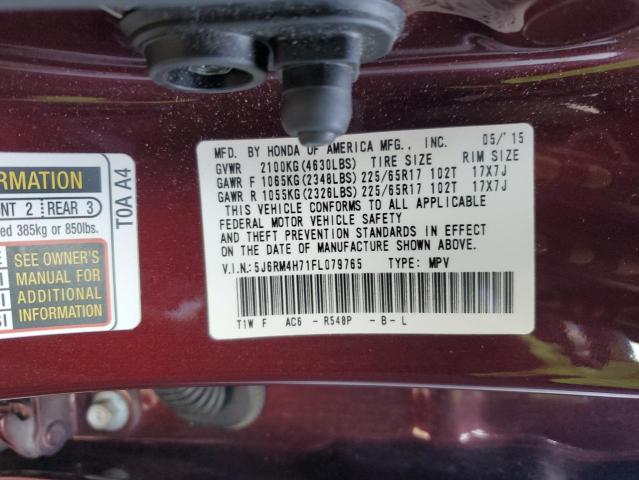 MFD. BY HONDA OF AMERICA MFG., INC. 05/'15
GVWR 2100KG(4630LBS) TIRE SIZE RIM SIZE
GAWR F 1065KG(2348LBS) 225/65R17 102T 17X7J
GAWR R 1055KG(2326LBS) 225/65R17 102T 17X7J
THIS VEHICLE CONFORMS TO ALL APPLICABLE
FEDERAL MOTOR VEHICLE SAFETY
AND THEFT PREVENTION STANDARDS IN EFFECT
ON THE DATE OF MANUFACTURE SHOWN ABOVE.
V.I.N.:5J6RM4H71FL079765 TYPE: MPV
T1W F AC6 - R548P - B - L
2 REAR 3
385kg or 850lbs.
SEE OWNER'S
MANUAL FOR
ADDITIONAL
INFORMATION
T0A A4